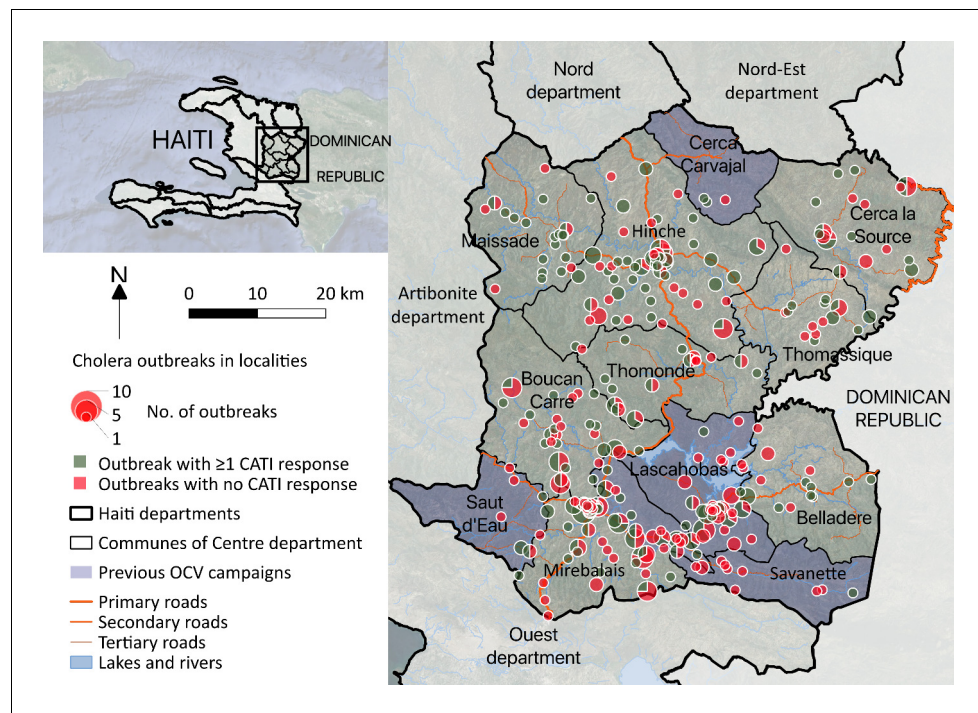 HAITI
DOMINICAN
REPUBLIC
N
0 10 20 km
Cholera outbreaks in localities
10
5
1
No. of outbreaks
Outbreak with ≥1 CATI response
Outbreaks with no CATI response
Haiti departments
Communes of Centre department
Previous OCV campaigns
Primary roads
Secondary roads
Tertiary roads
Lakes and rivers
Nord
department
Nord-Est
department
Cerca
Carvajal
Maissade
Hinche
Cerca la
Source
Artibonite
department
Thomassique
Thomonde
Boucan
Carre
DOMINICAN
REPUBLIC
Lascahobas
Saut
d'Eau
Belladere
Mirebalais
Savanette
Ouest
department